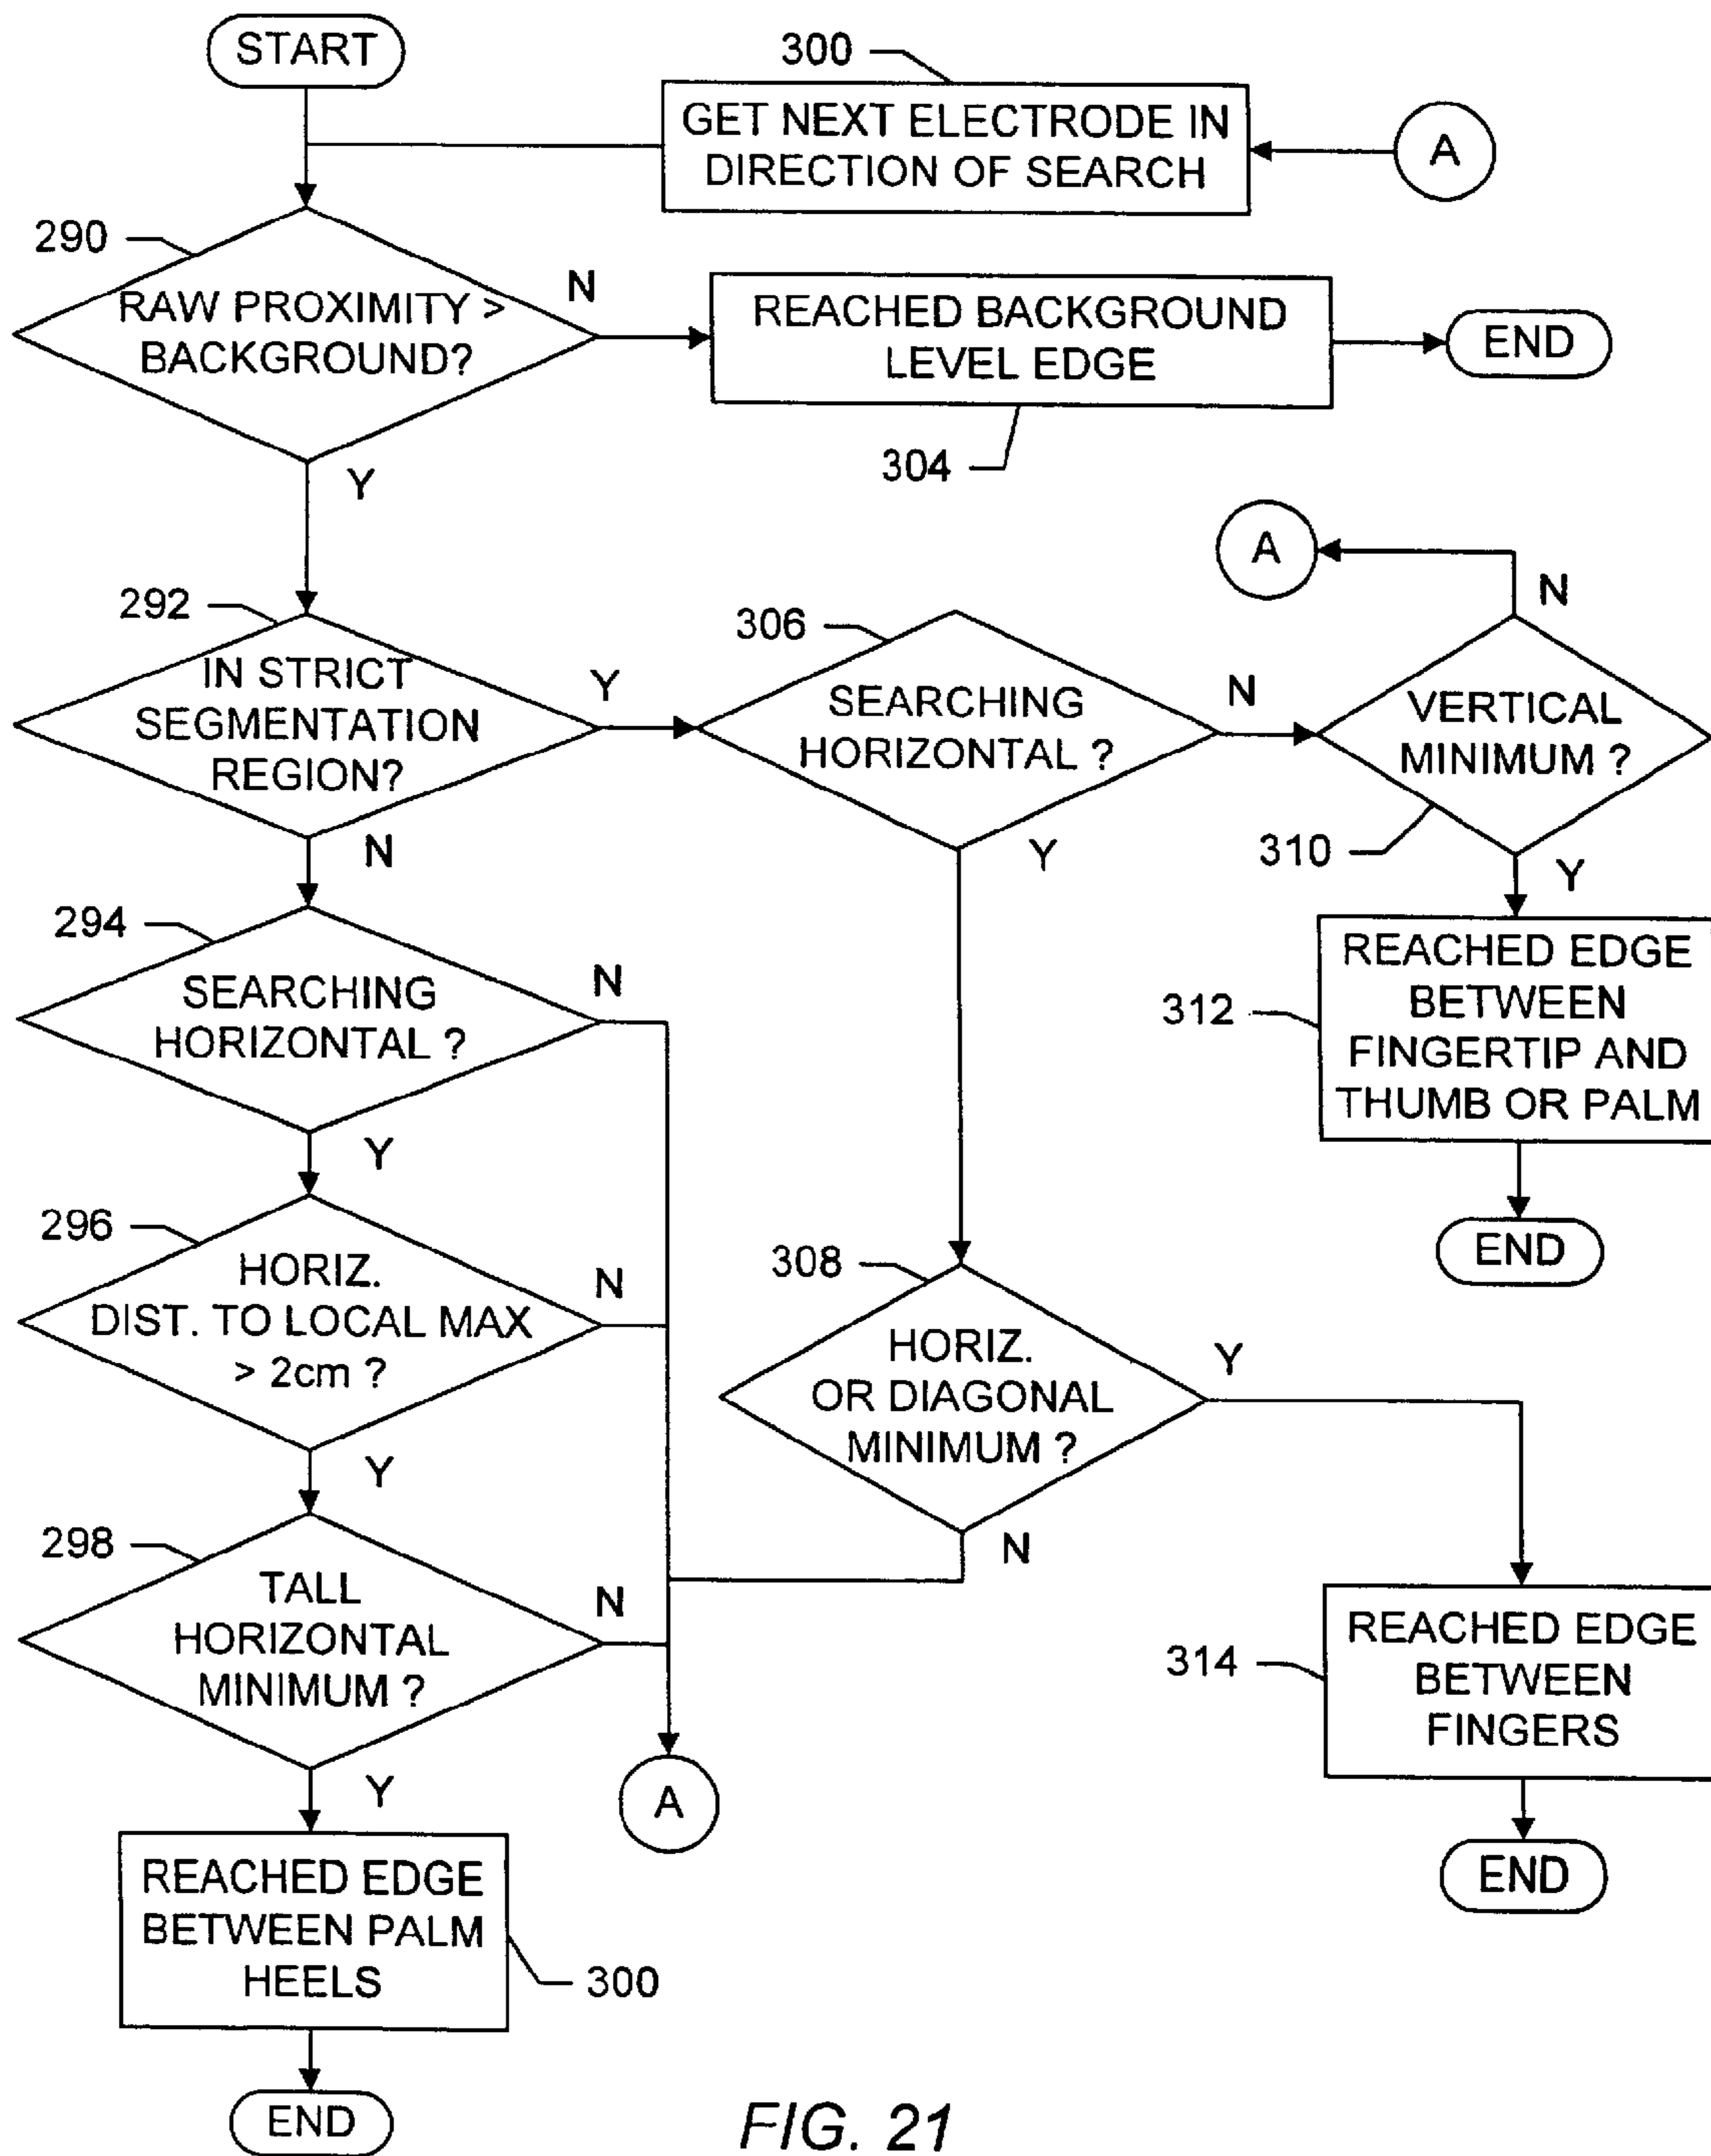 START
300
GET NEXT ELECTRODE IN
DIRECTION OF SEARCH
A
290
RAW PROXIMITY >
BACKGROUND?
N
REACHED BACKGROUND
LEVEL EDGE
END
304
Y
A
N
292
IN STRICT
SEGMENTATION
REGION?
Y
306
SEARCHING
HORIZONTAL ?
N
VERTICAL
MINIMUM ?
310
N
Y
Y
294
SEARCHING
HORIZONTAL ?
N
312
REACHED EDGE
BETWEEN
FINGERTIP AND
THUMB OR PALM
END
Y
296
HORIZ.
DIST. TO LOCAL MAX
> 2cm ?
N
308
HORIZ.
OR DIAGONAL
MINIMUM ?
Y
N
Y
298
TALL
HORIZONTAL
MINIMUM ?
N
314
REACHED EDGE
BETWEEN
FINGERS
END
Y
A
REACHED EDGE
BETWEEN PALM
HEELS
300
END
FIG. 21